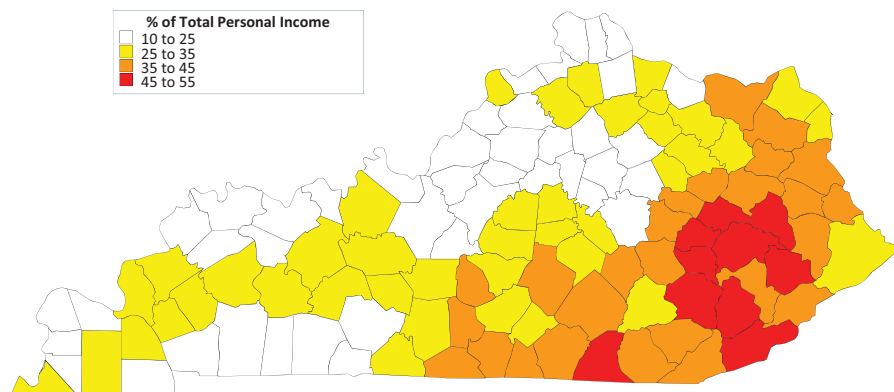 % of Total Personal Income
10 to 25
25 to 35
35 to 45
45 to 55